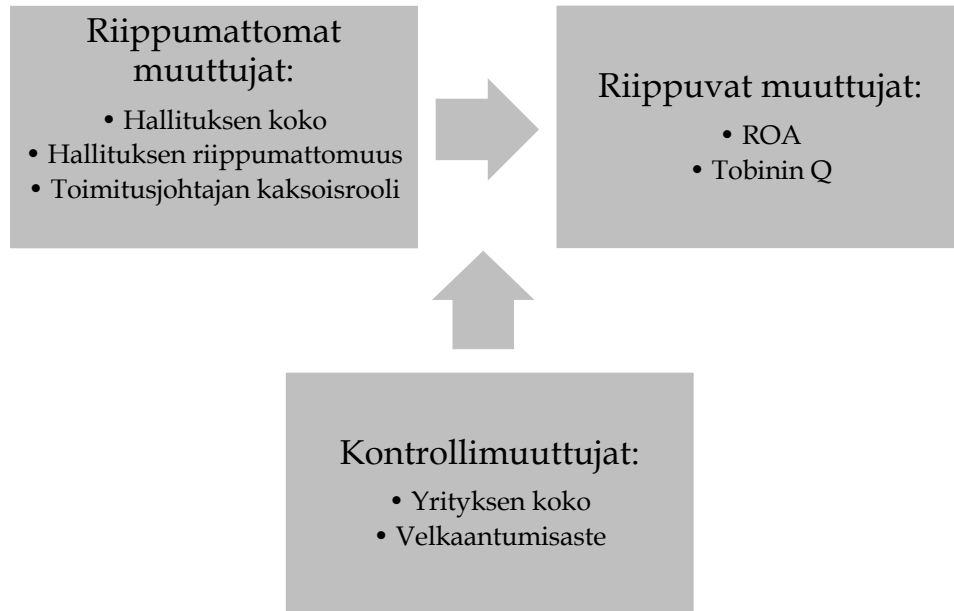 Riippumattomat
muuttujat:
• Hallituksen koko
• Hallituksen riippumattomuus
• Toimitusjohtajan kaksoisrooli
Riippuvat muuttujat:
• ROA
• Tobinin Q
Kontrollimuuttujat:
• Yrityksen koko
• Velkaantumisaste